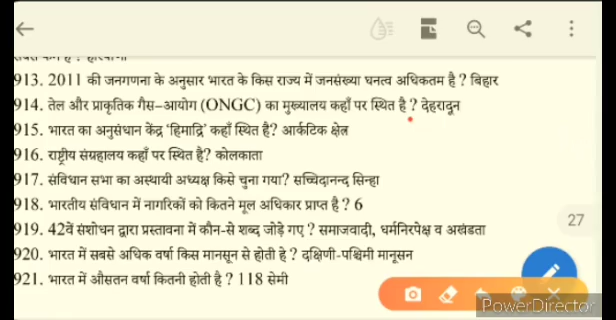 913. 2011 की जनगणना के अनुसार भारत के किस राज्य में जनसंख्या घनत्व अधिकतम है ? बिहार
914. तेल और प्राकृतिक गैस–आयोग (ONGC) का मुख्यालय कहाँ पर स्थित है ? देहरादून
915. भारत का अनुसंधान केंद्र 'हिमाद्रि' कहाँ स्थित है? आर्कटिक क्षेत्र
916. राष्ट्रीय संग्रहालय कहाँ पर स्थित है? कोलकाता
917. संविधान सभा का अस्थायी अध्यक्ष किसे चुना गया? सच्चिदानन्द सिन्हा
918. भारतीय संविधान में नागरिकों को कितने मूल अधिकार प्राप्त है ? 6
27
919. 42वें संशोधन द्वारा प्रस्तावना में कौन–से शब्द जोड़े गए ? समाजवादी, धर्मनिरपेक्ष व अखंडता
920. भारत में सबसे अधिक वर्षा किस मानसून से होती हे ? दक्षिणी-पश्चिमी मानूसन
921. भारत में औसतन वर्षा कितनी होती है ? 118 सेमी
PowerDirector